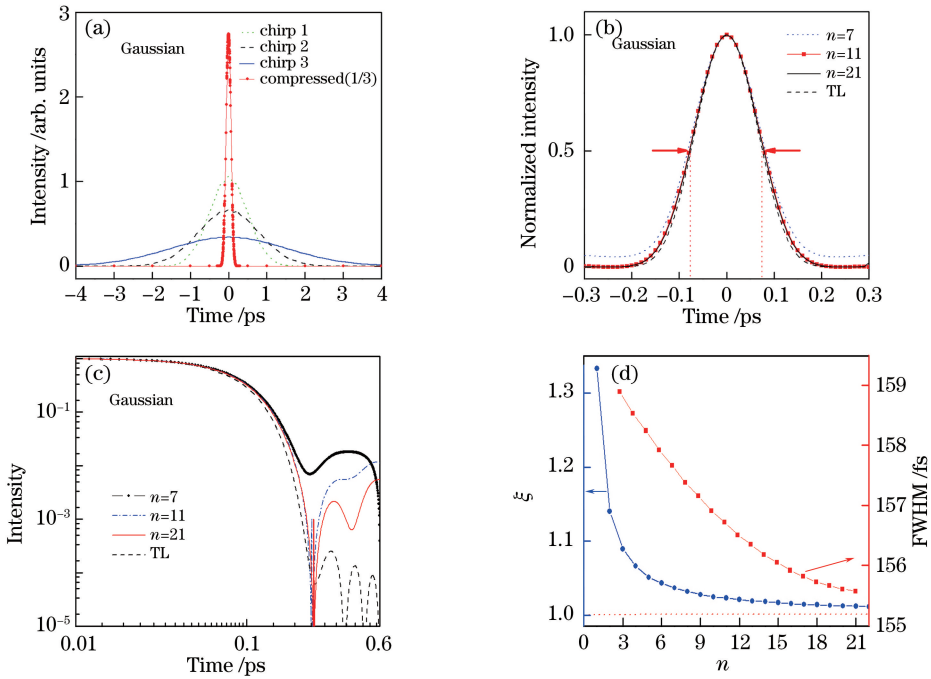 (a)
Gaussian
chirp 1
chirp 2
chirp 3
compressed(1/3)
Intensity /arb. units
3
2
1
0
−4 −3 −2 −1 0 1 2 3 4
Time /ps
(b)
Gaussian
n=7
n=11
n=21
TL
Normalized intensity
1.0
0.5
0
−0.3 −0.2 −0.1 0 0.1 0.2 0.3
Time /ps
(c)
Gaussian
n=7
n=11
n=21
TL
Intensity
10−1
10−3
10−5
0.01 0.1 0.6
Time /ps
(d)
ξ
1.3
1.2
1.1
1.0
0 3 6 9 12 15 18 21
n
159
158
157
156
155
FWHM /fs